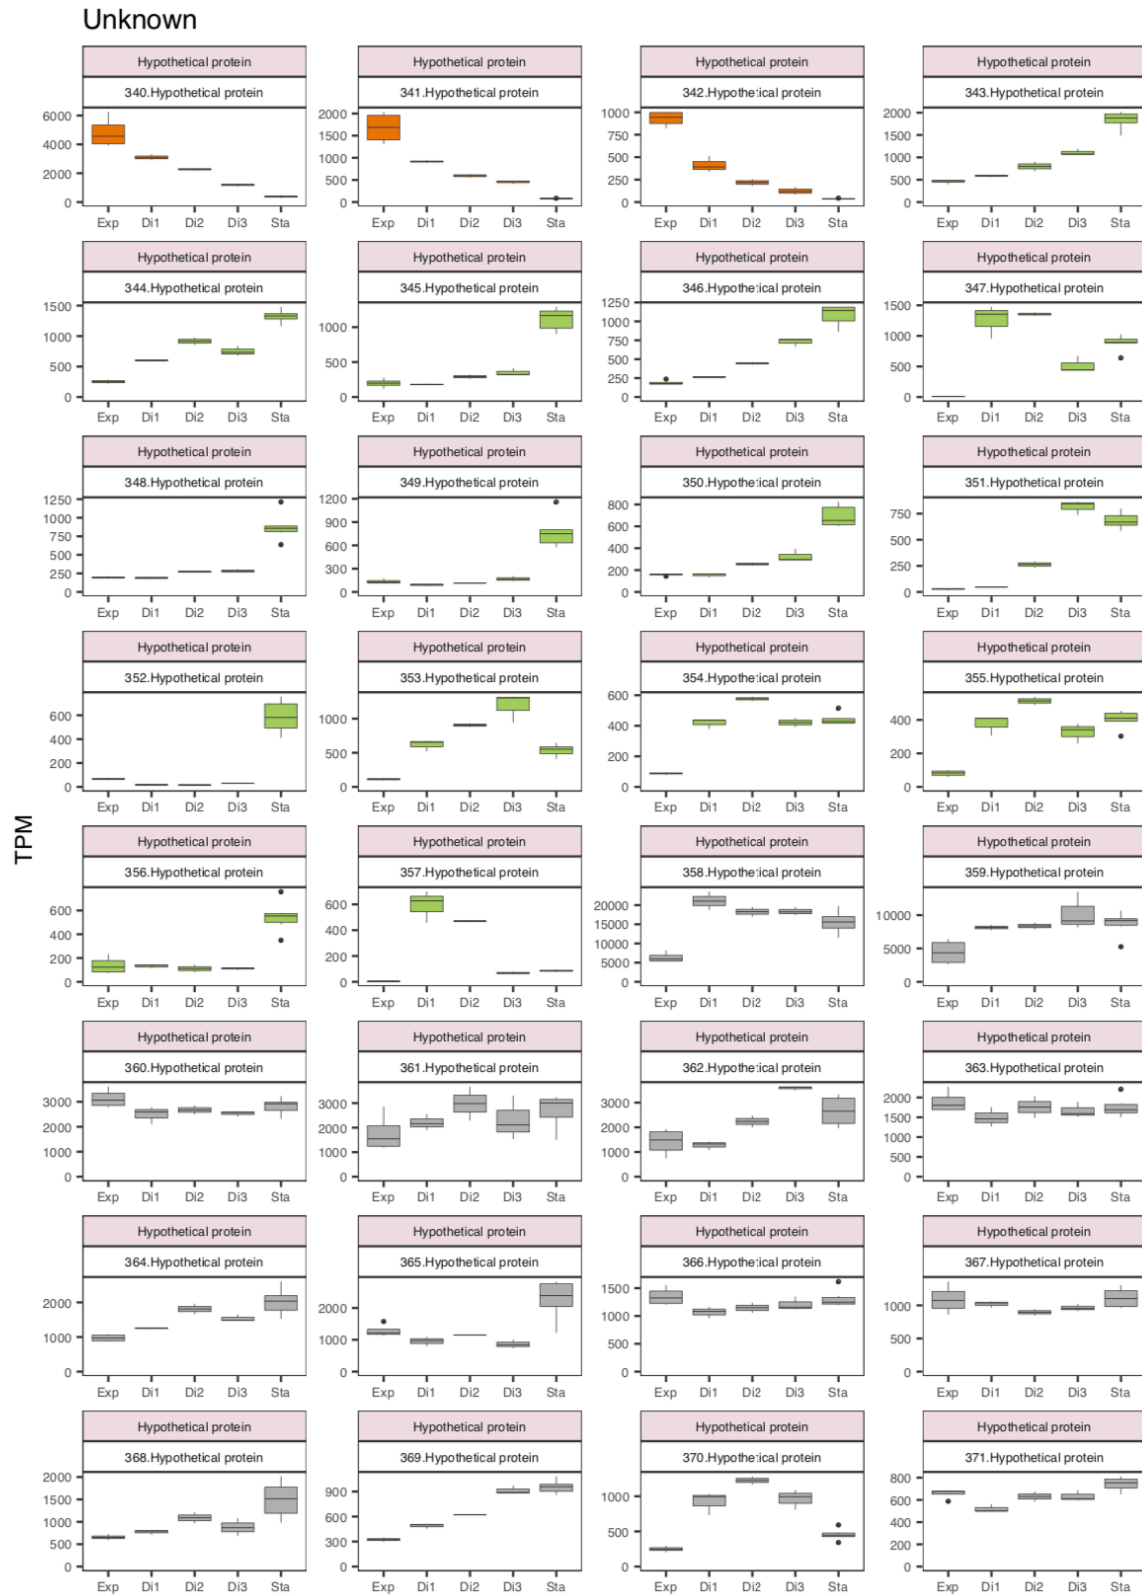 Unknown
TPM
Hypothetical protein
340.Hypothetical protein
6000
4000
2000
0
Exp Di1 Di2 Di3 Sta
Hypothetical protein
341.Hypothetical protein
2000
1500
1000
500
0
Exp Di1 Di2 Di3 Sta
Hypothetical protein
342.Hypothetical protein
1000
750
500
250
0
Exp Di1 Di2 Di3 Sta
Hypothetical protein
343.Hypothetical protein
2000
1500
1000
500
0
Exp Di1 Di2 Di3 Sta
Hypothetical protein
344.Hypothetical protein
1500
1000
500
0
Exp Di1 Di2 Di3 Sta
Hypothetical protein
345.Hypothetical protein
1000
500
0
Exp Di1 Di2 Di3 Sta
Hypothetical protein
346.Hypothetical protein
1250
1000
750
500
250
0
Exp Di1 Di2 Di3 Sta
Hypothetical protein
347.Hypothetical protein
1500
1000
500
0
Exp Di1 Di2 Di3 Sta
Hypothetical protein
348.Hypothetical protein
1250
1000
750
500
250
0
Exp Di1 Di2 Di3 Sta
Hypothetical protein
349.Hypothetical protein
1200
900
600
300
0
Exp Di1 Di2 Di3 Sta
Hypothetical protein
350.Hypothetical protein
800
600
400
200
0
Exp Di1 Di2 Di3 Sta
Hypothetical protein
351.Hypothetical protein
750
500
250
0
Exp Di1 Di2 Di3 Sta
Hypothetical protein
352.Hypothetical protein
600
400
200
0
Exp Di1 Di2 Di3 Sta
Hypothetical protein
353.Hypothetical protein
1000
500
0
Exp Di1 Di2 Di3 Sta
Hypothetical protein
354.Hypothetical protein
600
400
200
0
Exp Di1 Di2 Di3 Sta
Hypothetical protein
355.Hypothetical protein
400
200
0
Exp Di1 Di2 Di3 Sta
Hypothetical protein
356.Hypothetical protein
600
400
200
0
Exp Di1 Di2 Di3 Sta
Hypothetical protein
357.Hypothetical protein
600
400
200
0
Exp Di1 Di2 Di3 Sta
Hypothetical protein
358.Hypothetical protein
20000
15000
10000
5000
0
Exp Di1 Di2 Di3 Sta
Hypothetical protein
359.Hypothetical protein
10000
5000
0
Exp Di1 Di2 Di3 Sta
Hypothetical protein
360.Hypothetical protein
3000
2000
1000
0
Exp Di1 Di2 Di3 Sta
Hypothetical protein
361.Hypothetical protein
3000
2000
1000
0
Exp Di1 Di2 Di3 Sta
Hypothetical protein
362.Hypothetical protein
3000
2000
1000
0
Exp Di1 Di2 Di3 Sta
Hypothetical protein
363.Hypothetical protein
2000
1500
1000
500
0
Exp Di1 Di2 Di3 Sta
Hypothetical protein
364.Hypothetical protein
2000
1000
0
Exp Di1 Di2 Di3 Sta
Hypothetical protein
365.Hypothetical protein
2000
1000
0
Exp Di1 Di2 Di3 Sta
Hypothetical protein
366.Hypothetical protein
1500
1000
500
0
Exp Di1 Di2 Di3 Sta
Hypothetical protein
367.Hypothetical protein
1000
500
0
Exp Di1 Di2 Di3 Sta
Hypothetical protein
368.Hypothetical protein
2000
1500
1000
500
0
Exp Di1 Di2 Di3 Sta
Hypothetical protein
369.Hypothetical protein
900
600
300
0
Exp Di1 Di2 Di3 Sta
Hypothetical protein
370.Hypothetical protein
1000
500
0
Exp Di1 Di2 Di3 Sta
Hypothetical protein
371.Hypothetical protein
800
600
400
200
0
Exp Di1 Di2 Di3 Sta